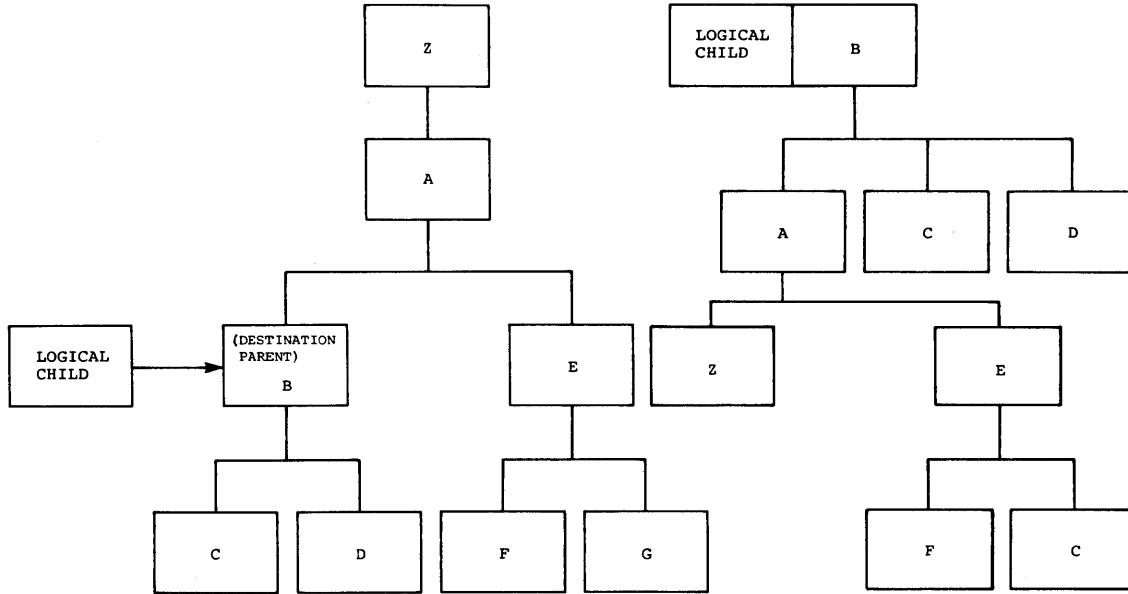 Z
A
(DESTINATION
PARENT)
B
LOGICAL
CHILD
E
C
D
F
G
LOGICAL
CHILD
B
A
C
D
Z
E
F
C